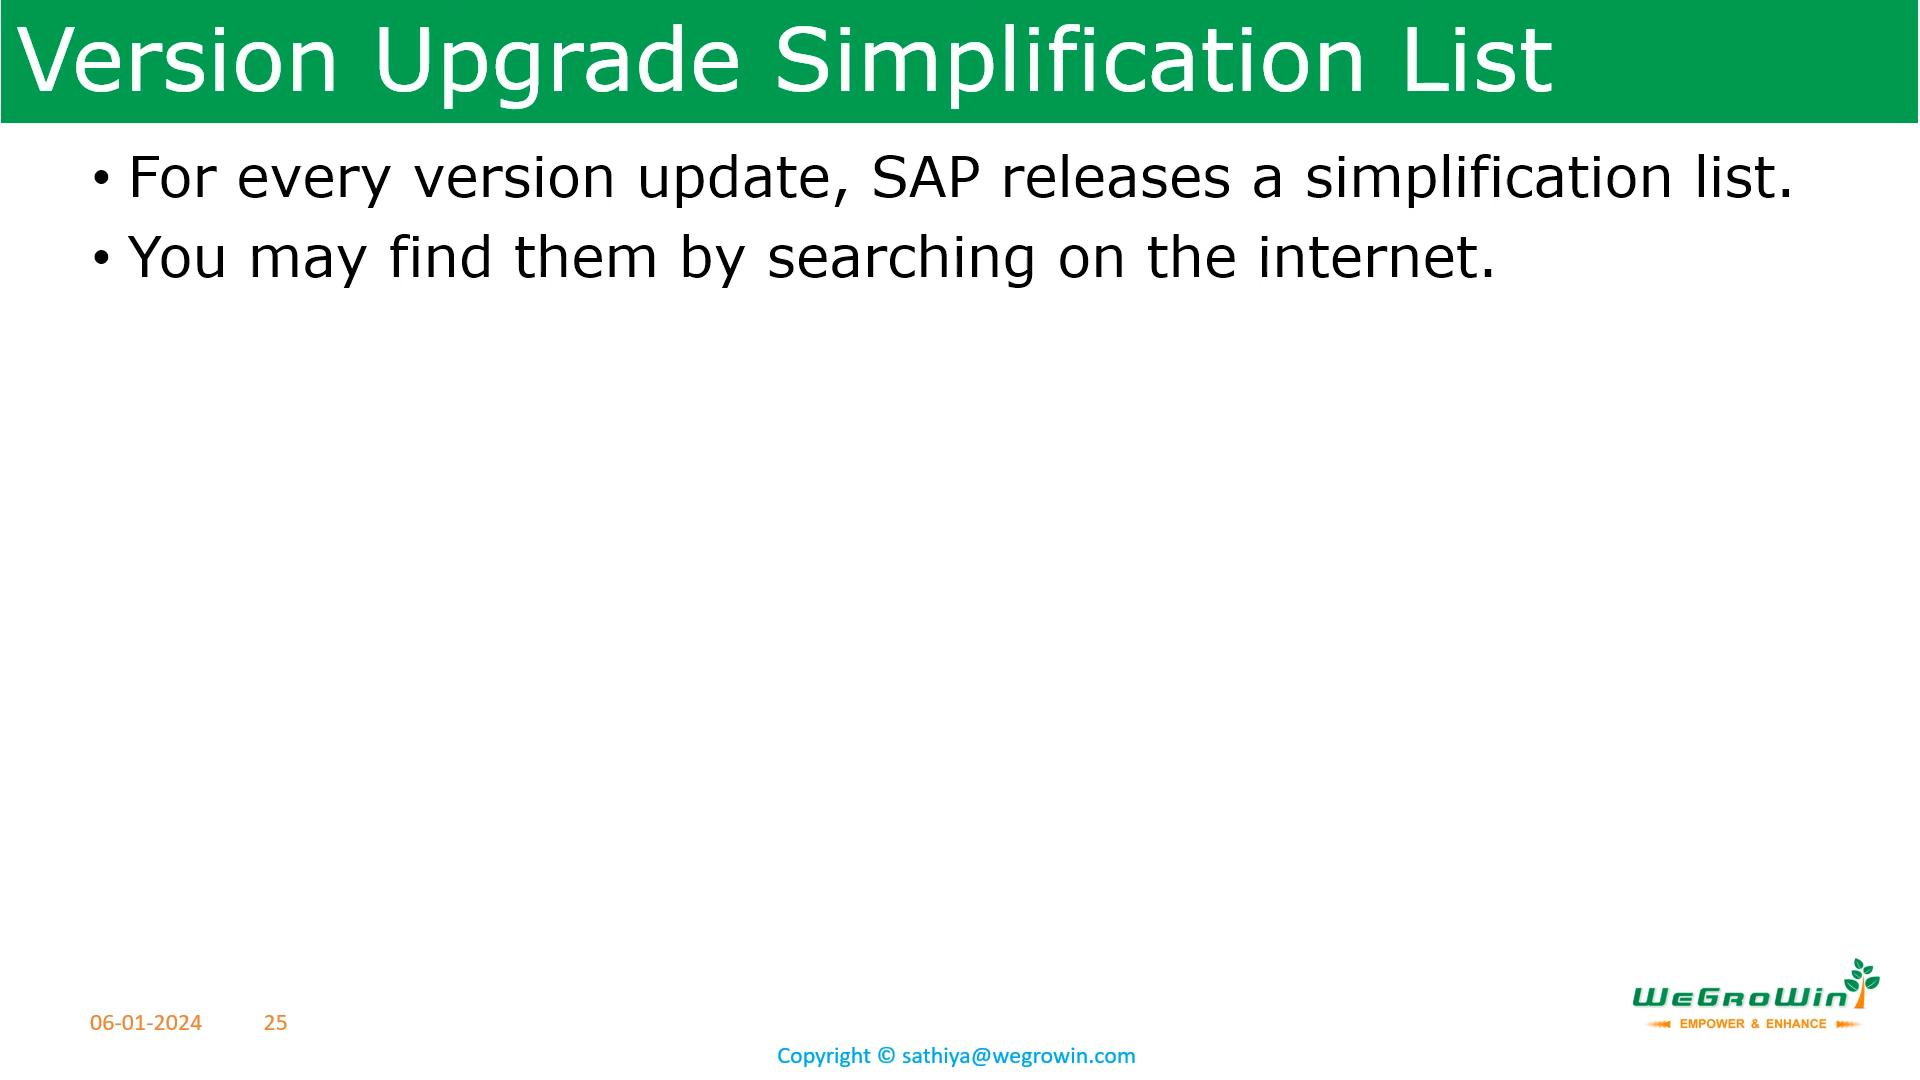 Version Upgrade Simplification List
• For every version update, SAP releases a simplification list.
• You may find them by searching on the internet.
WeGroWin
EMPOWER & ENHANCE
06-01-2024 25
Copyright © sathiya@wegrowin.com